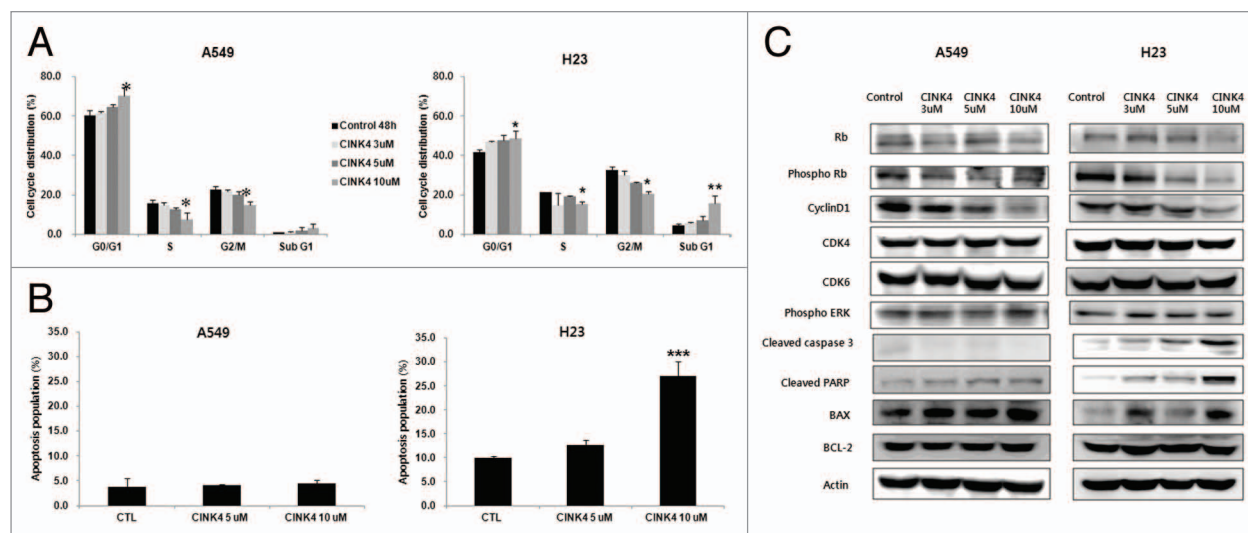 A
A549
Cell cycle distribution (%)
80.0
60.0
40.0
20.0
0.0
*
*
*
G0/G1 S G2/M Sub G1
Control 48h
CINK4 3uM
CINK4 5uM
CINK4 10uM
H23
Cell cycle distribution (%)
80.0
60.0
40.0
20.0
0.0
*
*
*
**
G0/G1 S G2/M Sub G1
B
A549
Apoptosis population (%)
35.0
30.0
25.0
20.0
15.0
10.0
5.0
0.0
CTL CINK4 5 uM CINK4 10 uM
H23
Apoptosis population (%)
35.0
30.0
25.0
20.0
15.0
10.0
5.0
0.0
***
CTL CINK4 5 uM CINK4 10 uM
C
A549 H23
Control CINK4 CINK4 CINK4 Control CINK4 CINK4 CINK4
3uM 5uM 10uM 3uM 5uM 10uM
Rb
Phospho Rb
CyclinD1
CDK4
CDK6
Phospho ERK
Cleaved caspase 3
Cleaved PARP
BAX
BCL-2
Actin